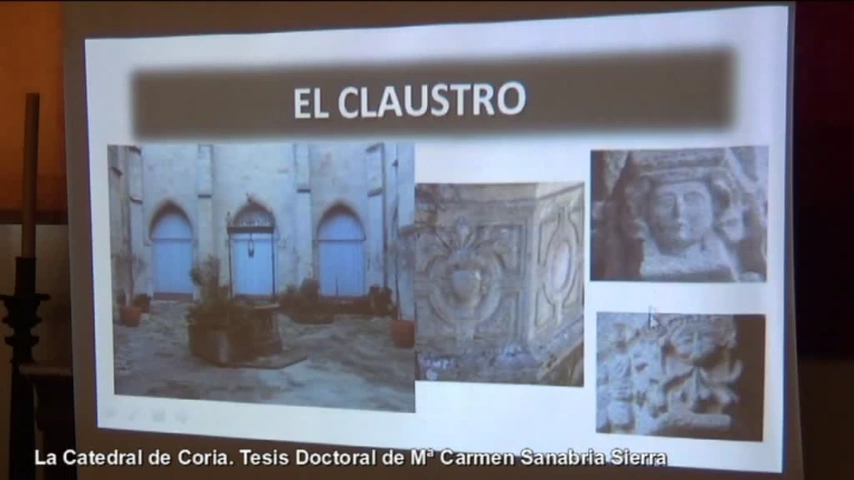 EL CLAUSTRO
La Catedral de Coria. Tesis Doctoral de Mª Carmen Sanabria Sierra